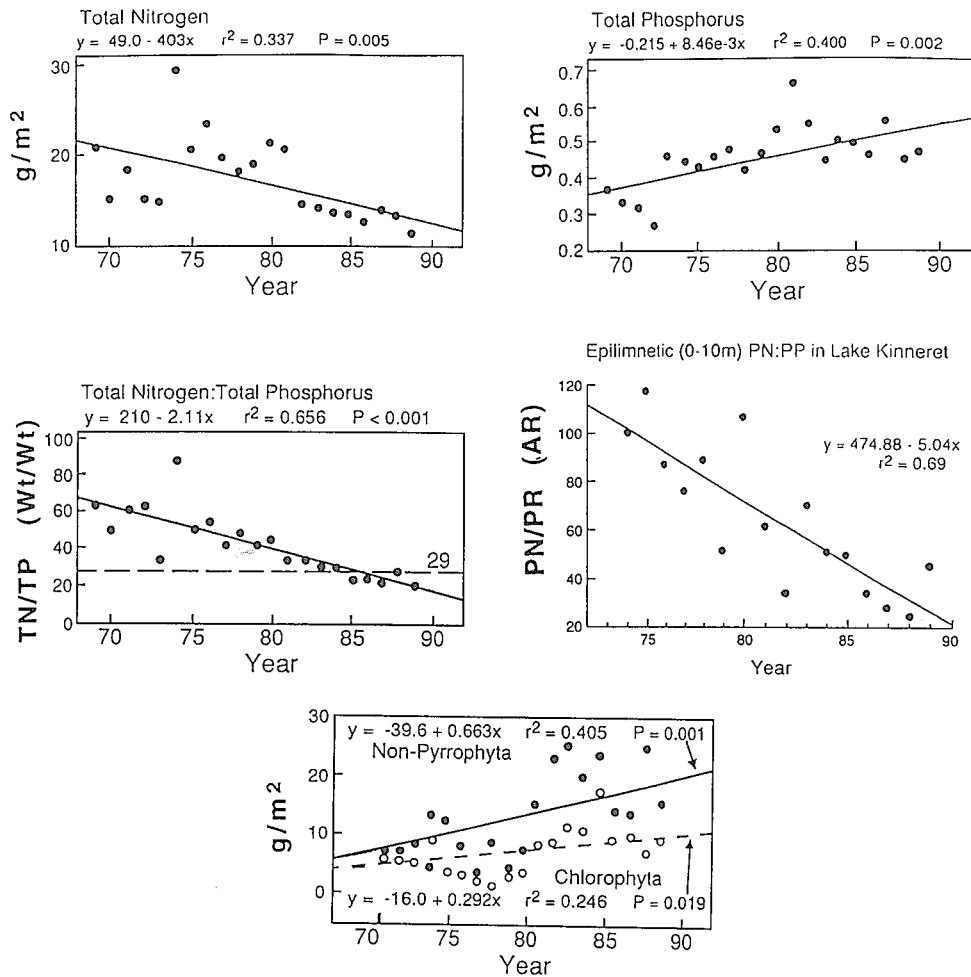 Total Nitrogen
y = 49.0 - 403x r² = 0.337 P = 0.005
30
20
10
g/m²
70 75 80 85 90
Year
Total Phosphorus
y = -0.215 + 8.46e-3x r² = 0.400 P = 0.002
0.7
0.6
0.5
0.4
0.3
0.2
g/m²
70 75 80 85 90
Year
Total Nitrogen:Total Phosphorus
y = 210 - 2.11x r² = 0.656 P < 0.001
100
80
60
40
20
0
TN/TP (Wt/Wt)
29
70 75 80 85 90
Year
Epilimnetic (0-10m) PN:PP in Lake Kinneret
120
100
80
60
40
20
PN/PR (AR)
y = 474.88 - 5.04x
r² = 0.69
75 80 85 90
Year
30
20
10
0
g/m²
y = -39.6 + 0.663x r² = 0.405 P = 0.001
Non-Pyrrophyta
Chlorophyta
y = -16.0 + 0.292x r² = 0.246 P = 0.019
70 75 80 85 90
Year